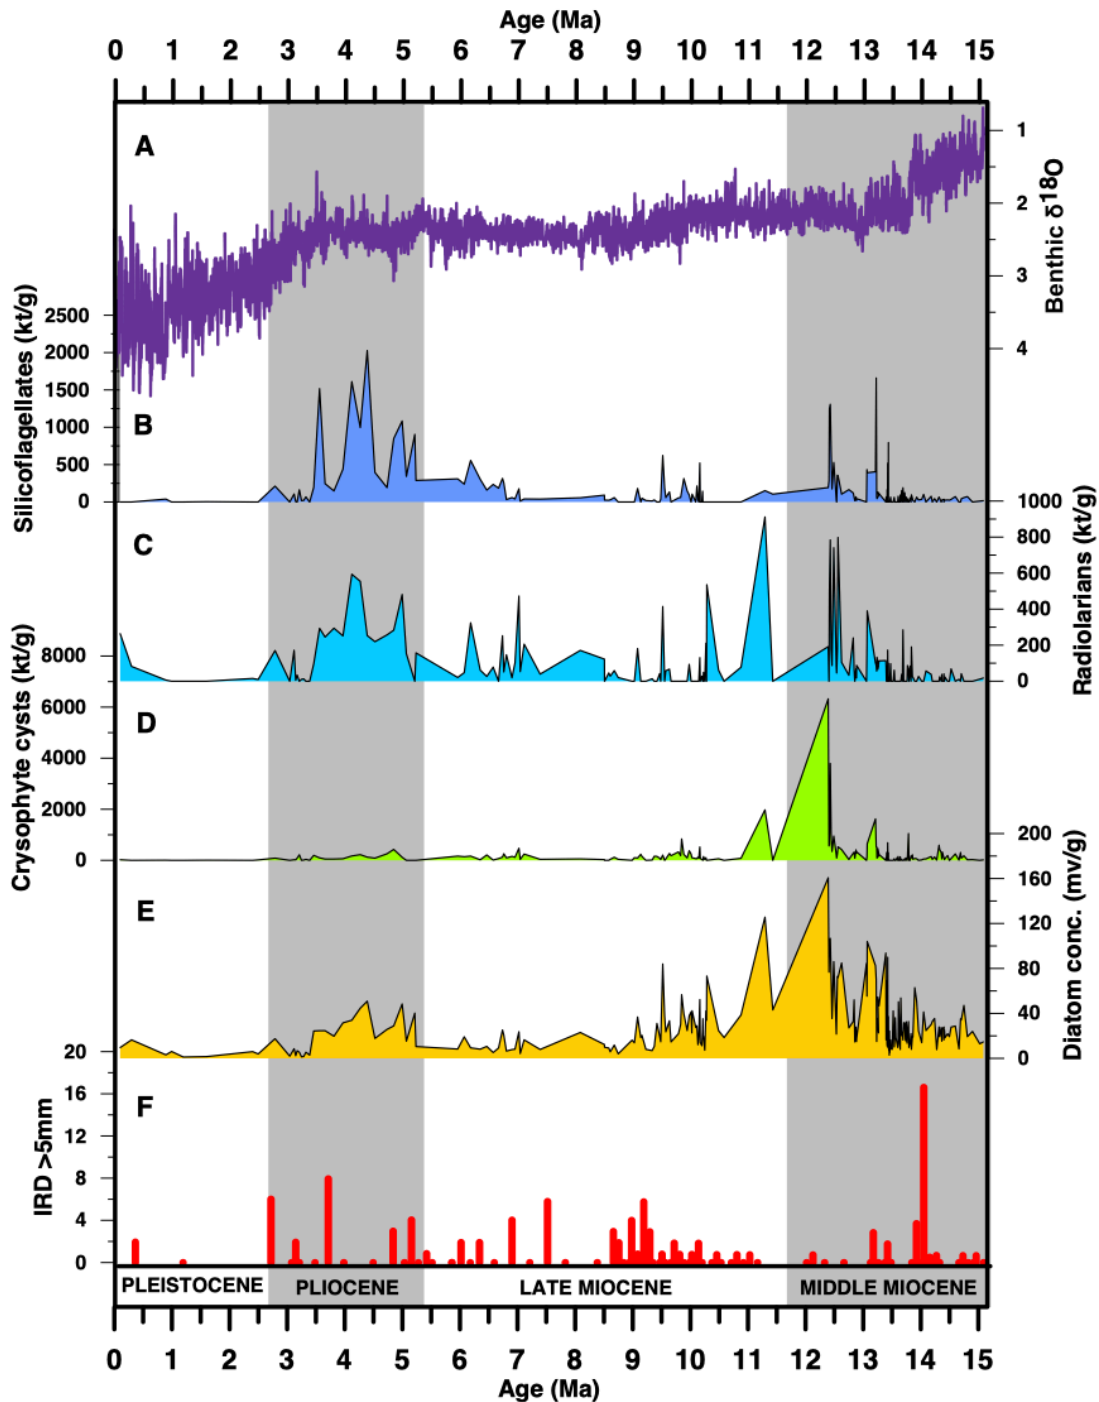 Age (Ma)
0 1 2 3 4 5 6 7 8 9 10 11 12 13 14 15
A
1
2
3
4
Benthic δ18O
Silicoflagellates (kt/g)
2500
2000
1500
1000
500
0
B
1000
800
600
400
200
0
Radiolarians (kt/g)
C
Crysophyte cysts (kt/g)
8000
6000
4000
2000
0
D
200
160
120
80
40
0
Diatom conc. (mv/g)
E
IRD >5mm
20
16
12
8
4
0
F
PLEISTOCENE PLIOCENE LATE MIOCENE MIDDLE MIOCENE
0 1 2 3 4 5 6 7 8 9 10 11 12 13 14 15
Age (Ma)